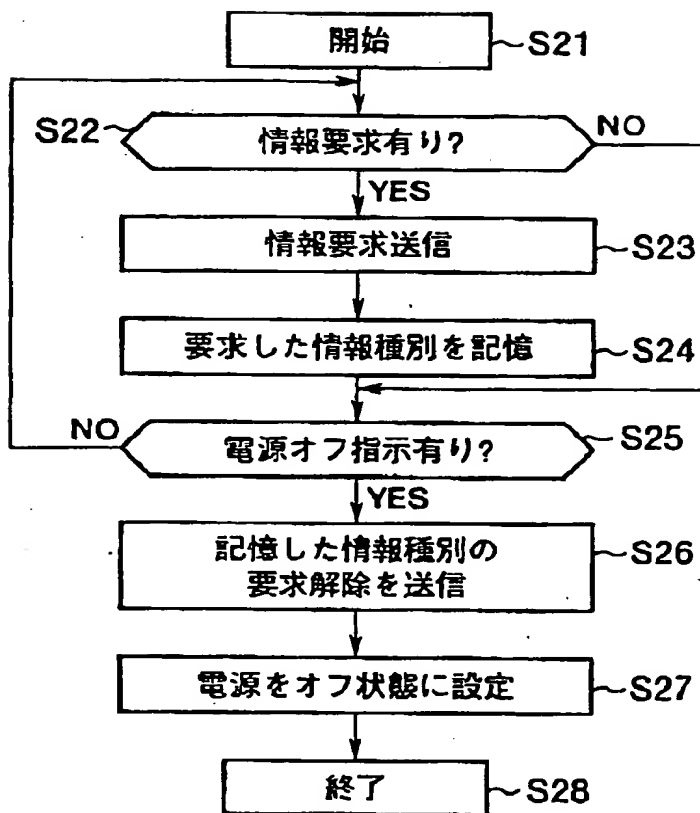 開始
S21
S22
情報要求有り?
NO
YES
情報要求送信
S23
要求した情報種別を記憶
S24
NO
電源オフ指示有り?
S25
YES
記憶した情報種別の
要求解除を送信
S26
電源をオフ状態に設定
S27
終了
S28